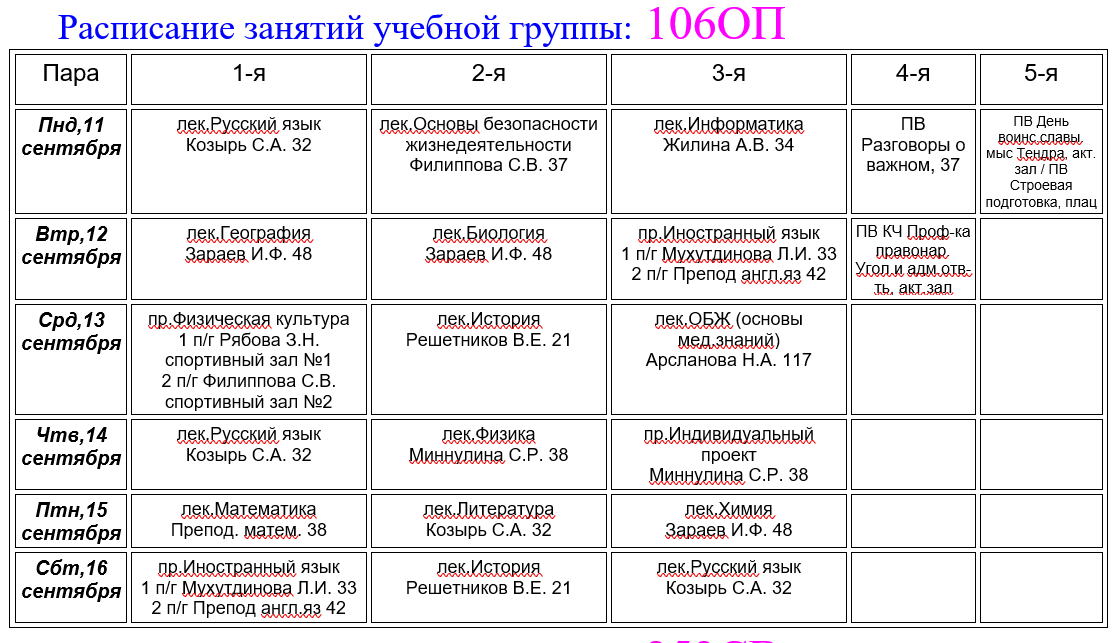 Расписание занятий учебной группы: 106ОП
Пара 1-я 2-я 3-я 4-я 5-я
Пнд,11
сентября
лек.Русский язык
Козырь С.А. 32
лек.Основы безопасности
жизнедеятельности
Филиппова С.В. 37
лек.Информатика
Жилина А.В. 34
ПВ
Разговоры о
важном, 37
ПВ День
воинс.славы,
мыс Тендра, акт.
зал / ПВ
Строевая
подготовка, плац
Втр,12
сентября
лек.География
Зараев И.Ф. 48
лек.Биология
Зараев И.Ф. 48
пр.Иностранный язык
1 п/г Мухутдинова Л.И. 33
2 п/г Препод англ.яз 42
ПВ КЧ Проф-ка
правонар.
Угол и адм.отв-
ть, акт.зал
Срд,13
сентября
пр.Физическая культура
1 п/г Рябова З.Н.
спортивный зал №1
2 п/г Филиппова С.В.
спортивный зал №2
лек.История
Решетников В.Е. 21
лек.ОБЖ (основы
мед.знаний)
Арсланова Н.А. 117
Чтв,14
сентября
лек.Русский язык
Козырь С.А. 32
лек.Физика
Миннулина С.Р. 38
пр.Индивидуальный
проект
Миннулина С.Р. 38
Птн,15
сентября
лек.Математика
Препод. матем. 38
лек.Литература
Козырь С.А. 32
лек.Химия
Зараев И.Ф. 48
Сбт,16
сентября
пр.Иностранный язык
1 п/г Мухутдинова Л.И. 33
2 п/г Препод англ.яз 42
лек.История
Решетников В.Е. 21
лек.Русский язык
Козырь С.А. 32